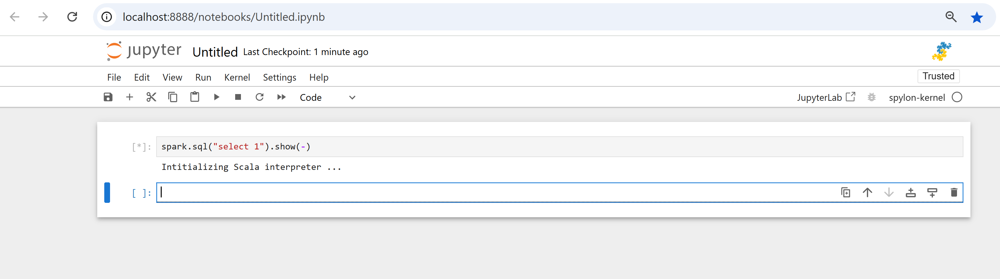 localhost:8888/notebooks/Untitled.ipynb
jupyter Untitled Last Checkpoint: 1 minute ago
File Edit View Run Kernel Settings Help Trusted
Code JupyterLab spylon-kernel
[*]: spark.sql("select 1").show(-)
Intitializing Scala interpreter ...
[ ]: